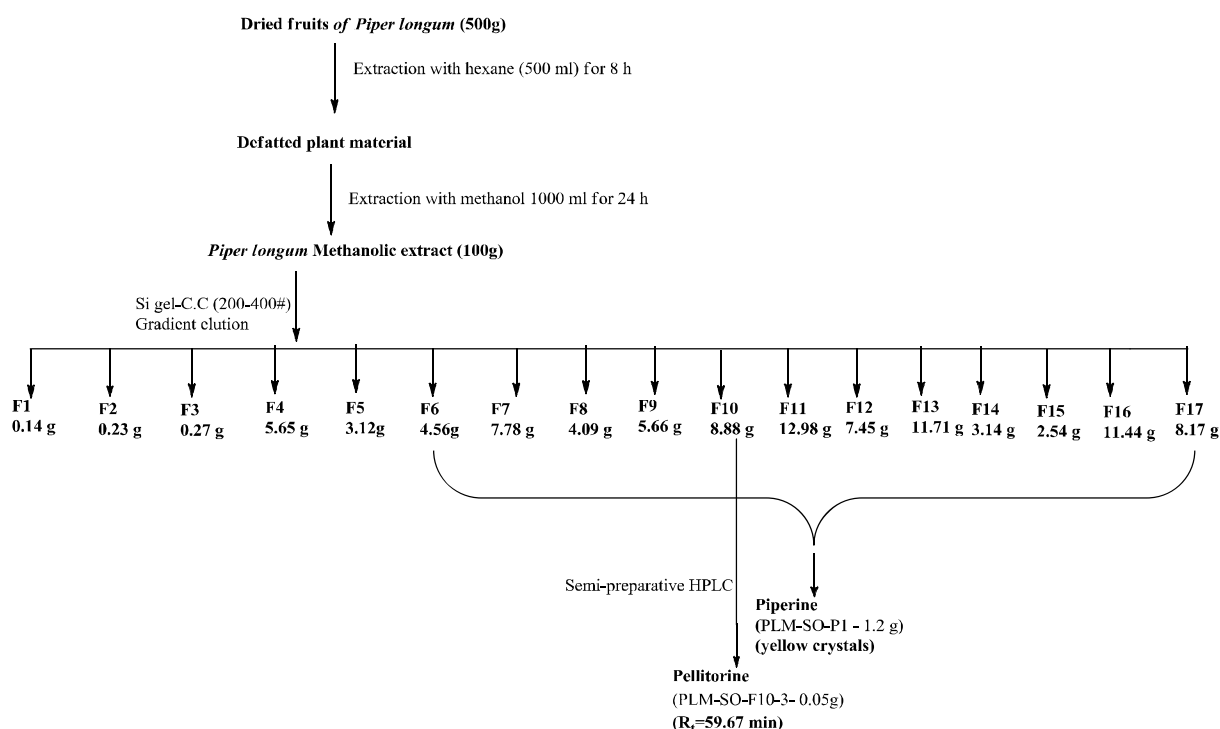 Dried fruits of Piper longum (500g)
Extraction with hexane (500 ml) for 8 h
Defatted plant material
Extraction with methanol 1000 ml for 24 h
Piper longum Methanolic extract (100g)
Si gel-C.C (200-400#)
Gradient elution
F1 F2 F3 F4 F5 F6 F7 F8 F9 F10 F11 F12 F13 F14 F15 F16 F17
0.14 g 0.23 g 0.27 g 5.65 g 3.12g 4.56g 7.78 g 4.09 g 5.66 g 8.88 g 12.98 g 7.45 g 11.71 g 3.14 g 2.54 g 11.44 g 8.17 g
Semi-preparative HPLC
Piperine
(PLM-SO-P1 - 1.2 g)
(yellow crystals)
Pellitorine
(PLM-SO-F10-3- 0.05g)
(Rt=59.67 min)